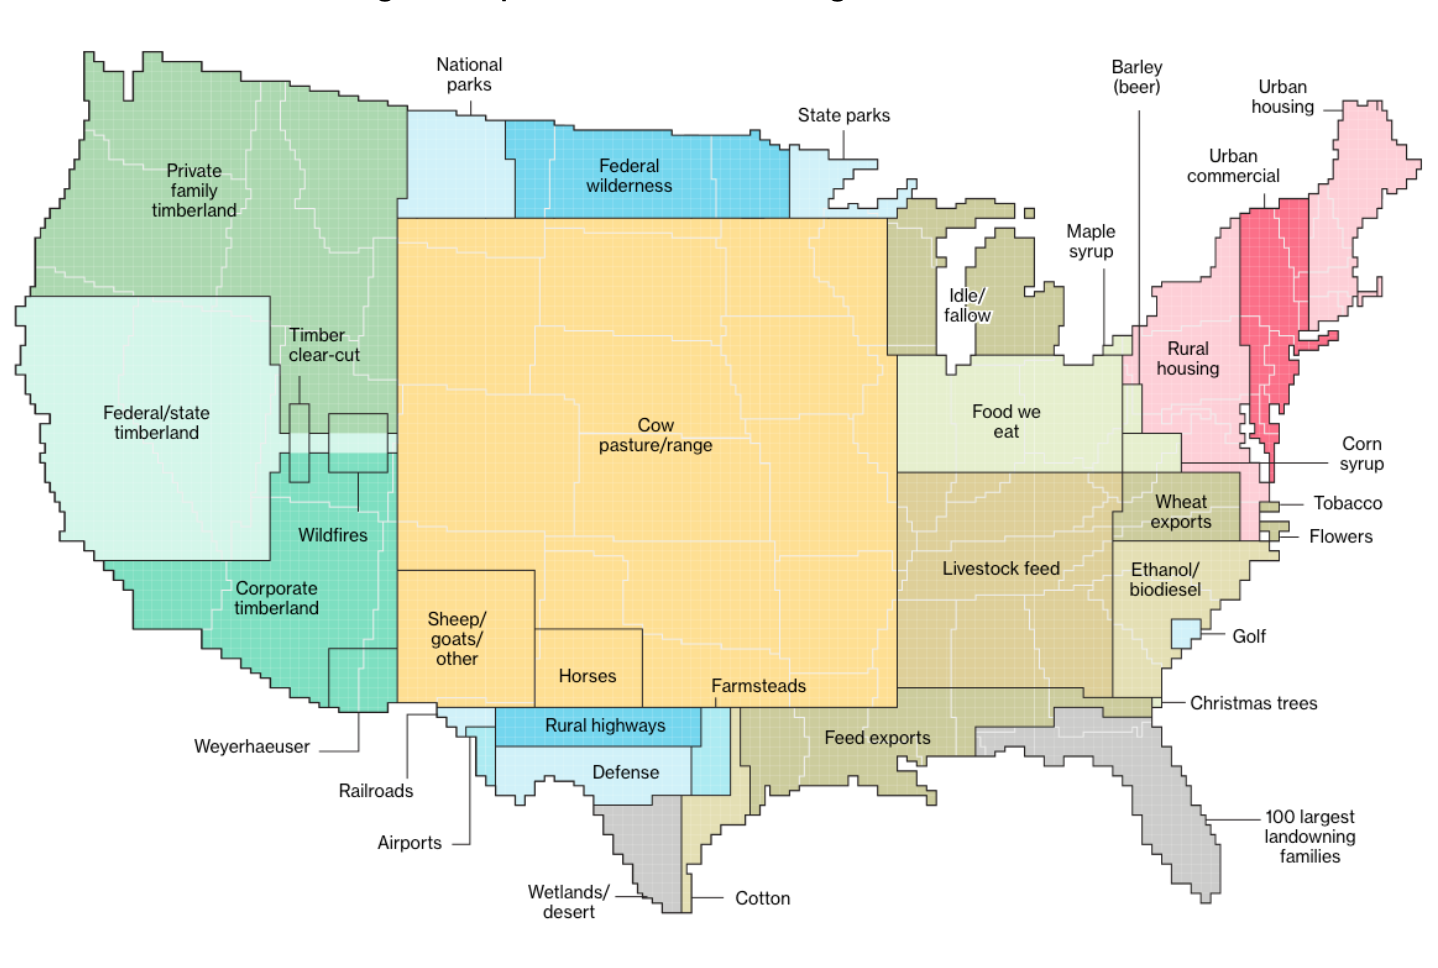 National
parks
Barley
(beer)
Urban
housing
State parks
Urban
commercial
Private
family
timberland
Federal
wilderness
Maple
syrup
Idle/
fallow
Timber
clear-cut
Rural
housing
Federal/state
timberland
Cow
pasture/range
Food we
eat
Corn
syrup
Wildfires
Wheat
exports
Tobacco
Flowers
Livestock feed
Ethanol/
biodiesel
Corporate
timberland
Sheep/
goats/
other
Golf
Horses
Farmsteads
Christmas trees
Rural highways
Feed exports
Weyerhaeuser
Defense
Railroads
Airports
100 largest
landowning
families
Wetlands/
desert
Cotton